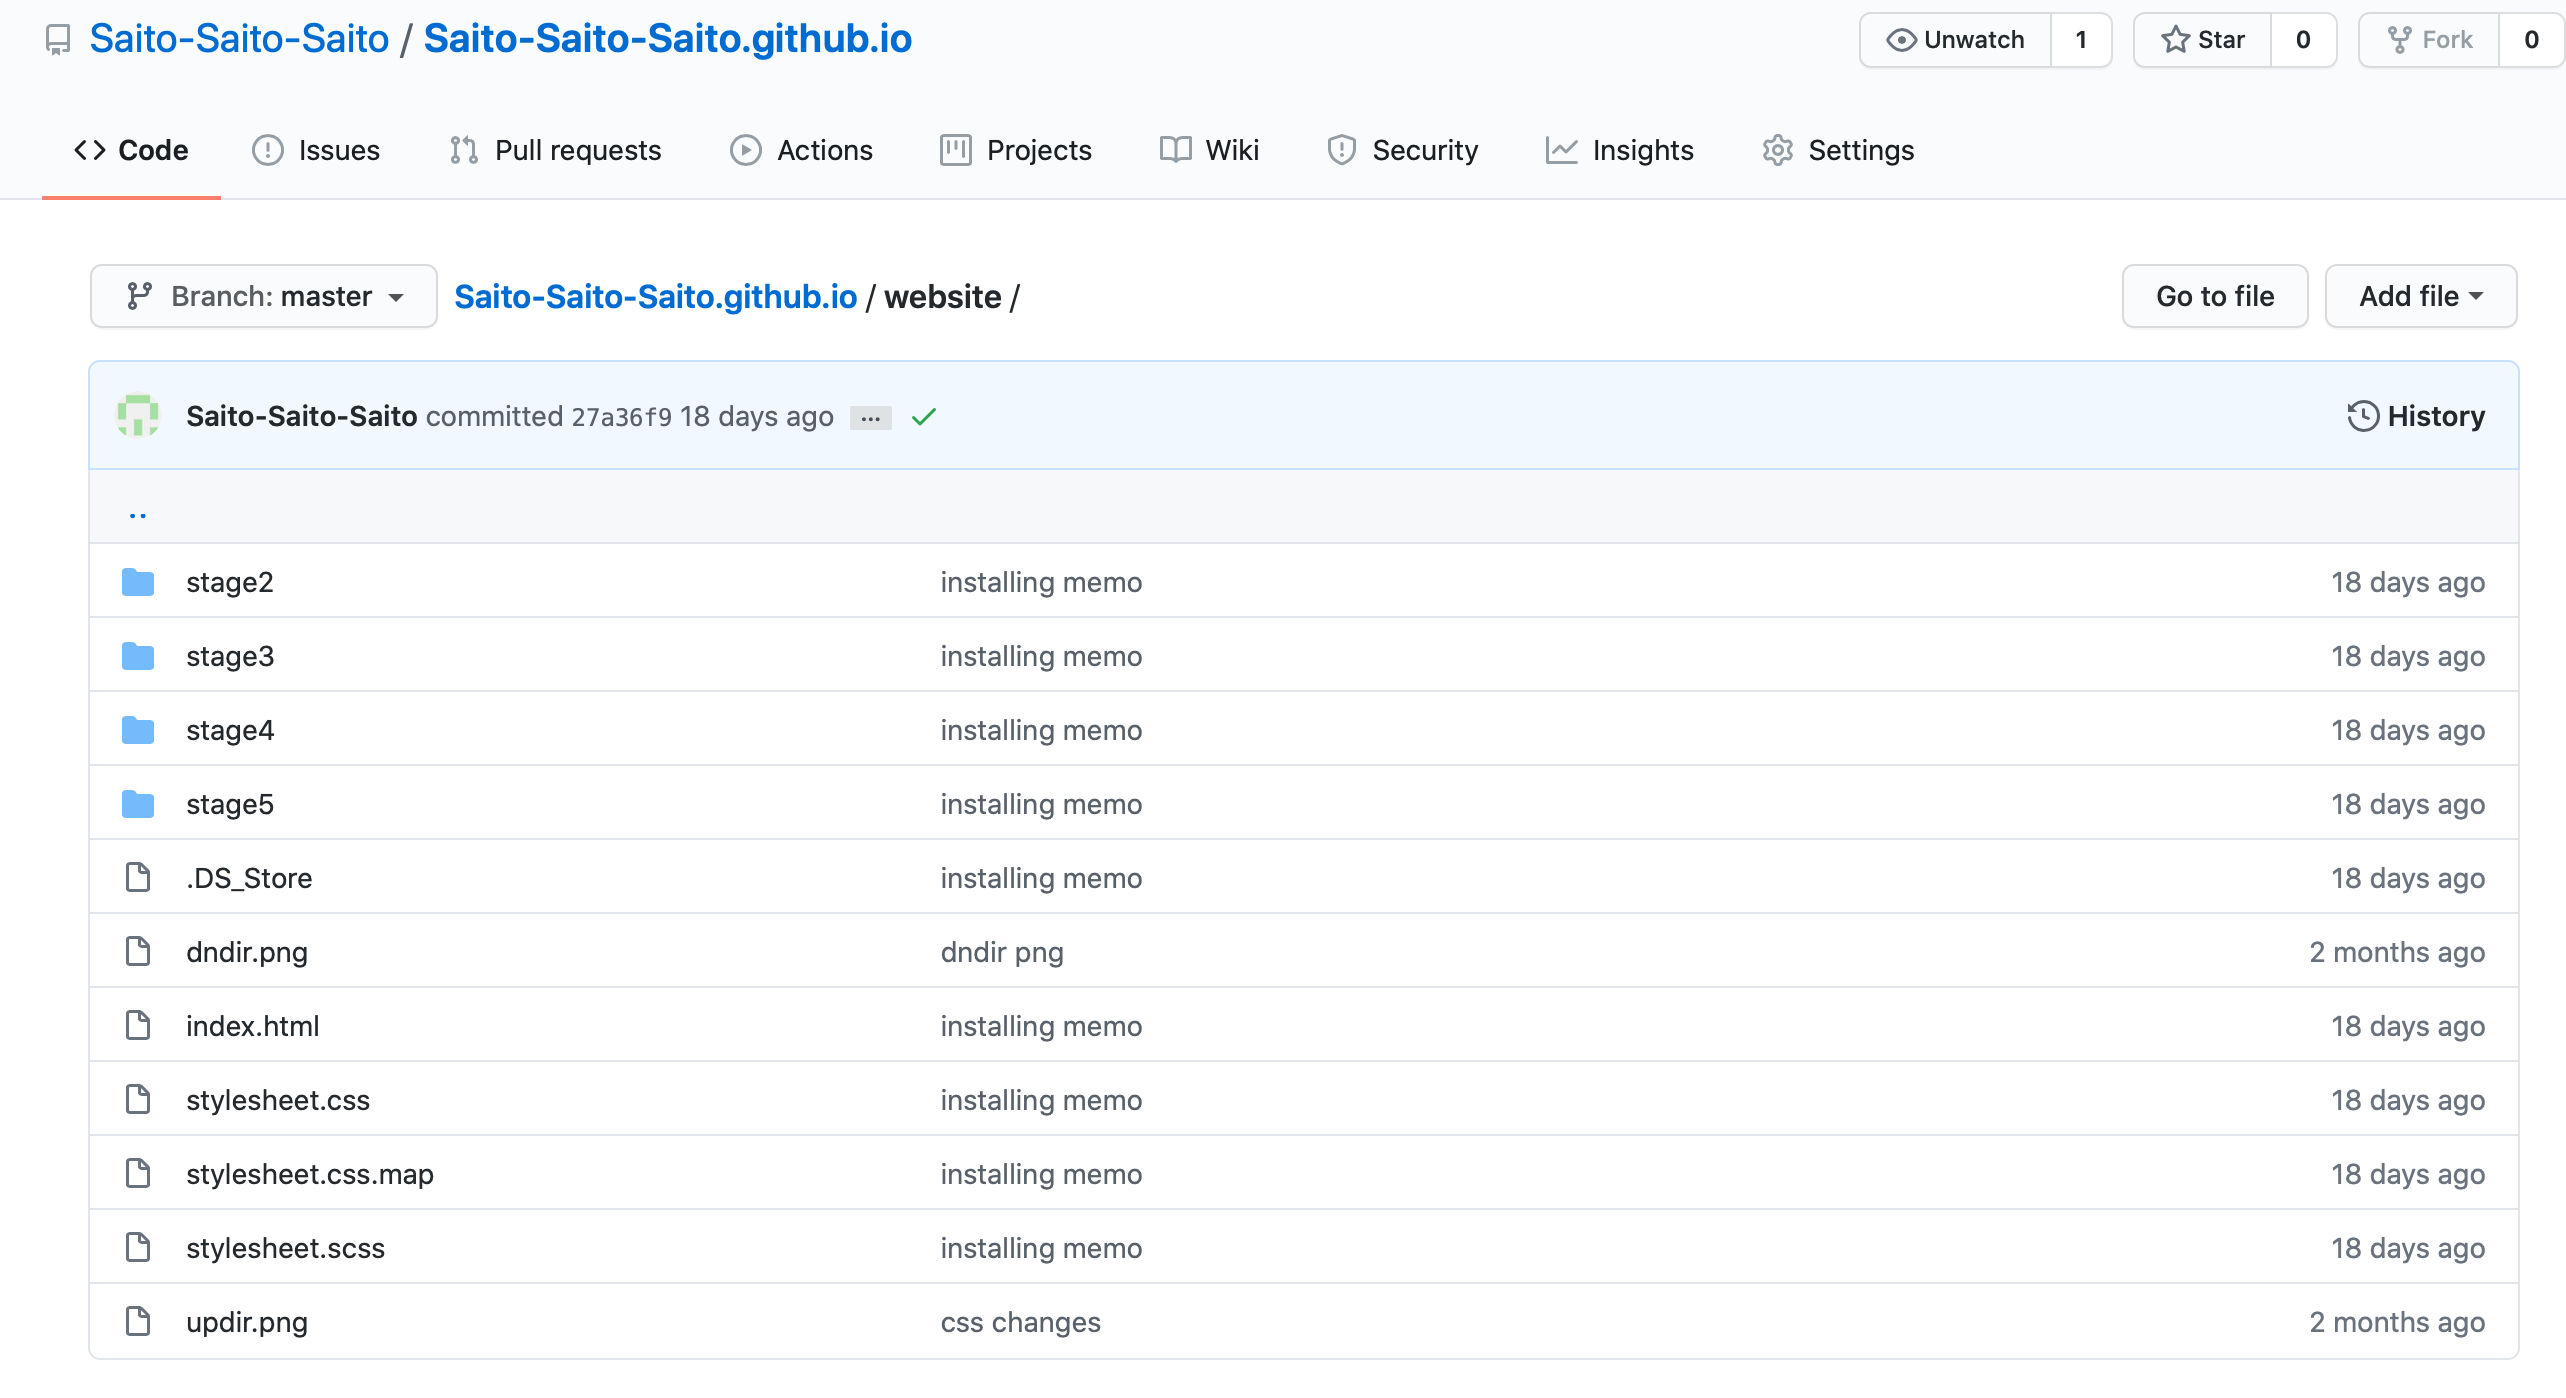 Saito-Saito-Saito / Saito-Saito-Saito.github.io Unwatch 1 Star 0 Fork 0
Code Issues Pull requests Actions Projects Wiki Security Insights Settings
Branch: master Saito-Saito-Saito.github.io / website / Go to file Add file
Saito-Saito-Saito committed 27a36f9 18 days ago ... History
..
stage2 installing memo 18 days ago
stage3 installing memo 18 days ago
stage4 installing memo 18 days ago
stage5 installing memo 18 days ago
.DS_Store installing memo 18 days ago
dndir.png dndir png 2 months ago
index.html installing memo 18 days ago
stylesheet.css installing memo 18 days ago
stylesheet.css.map installing memo 18 days ago
stylesheet.scss installing memo 18 days ago
updir.png css changes 2 months ago